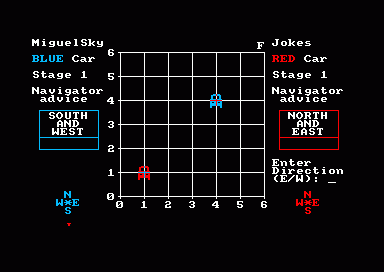 MiguelSky
BLUE Car
Stage 1
Navigator
advice
SOUTH
AND
WEST
N
W*E
S
F
6
5
4
3
2
1
0
0 1 2 3 4 5 6
Jokes
RED Car
Stage 1
Navigator
advice
NORTH
AND
EAST
Enter
Direction
(E/W): _
N
W*E
S